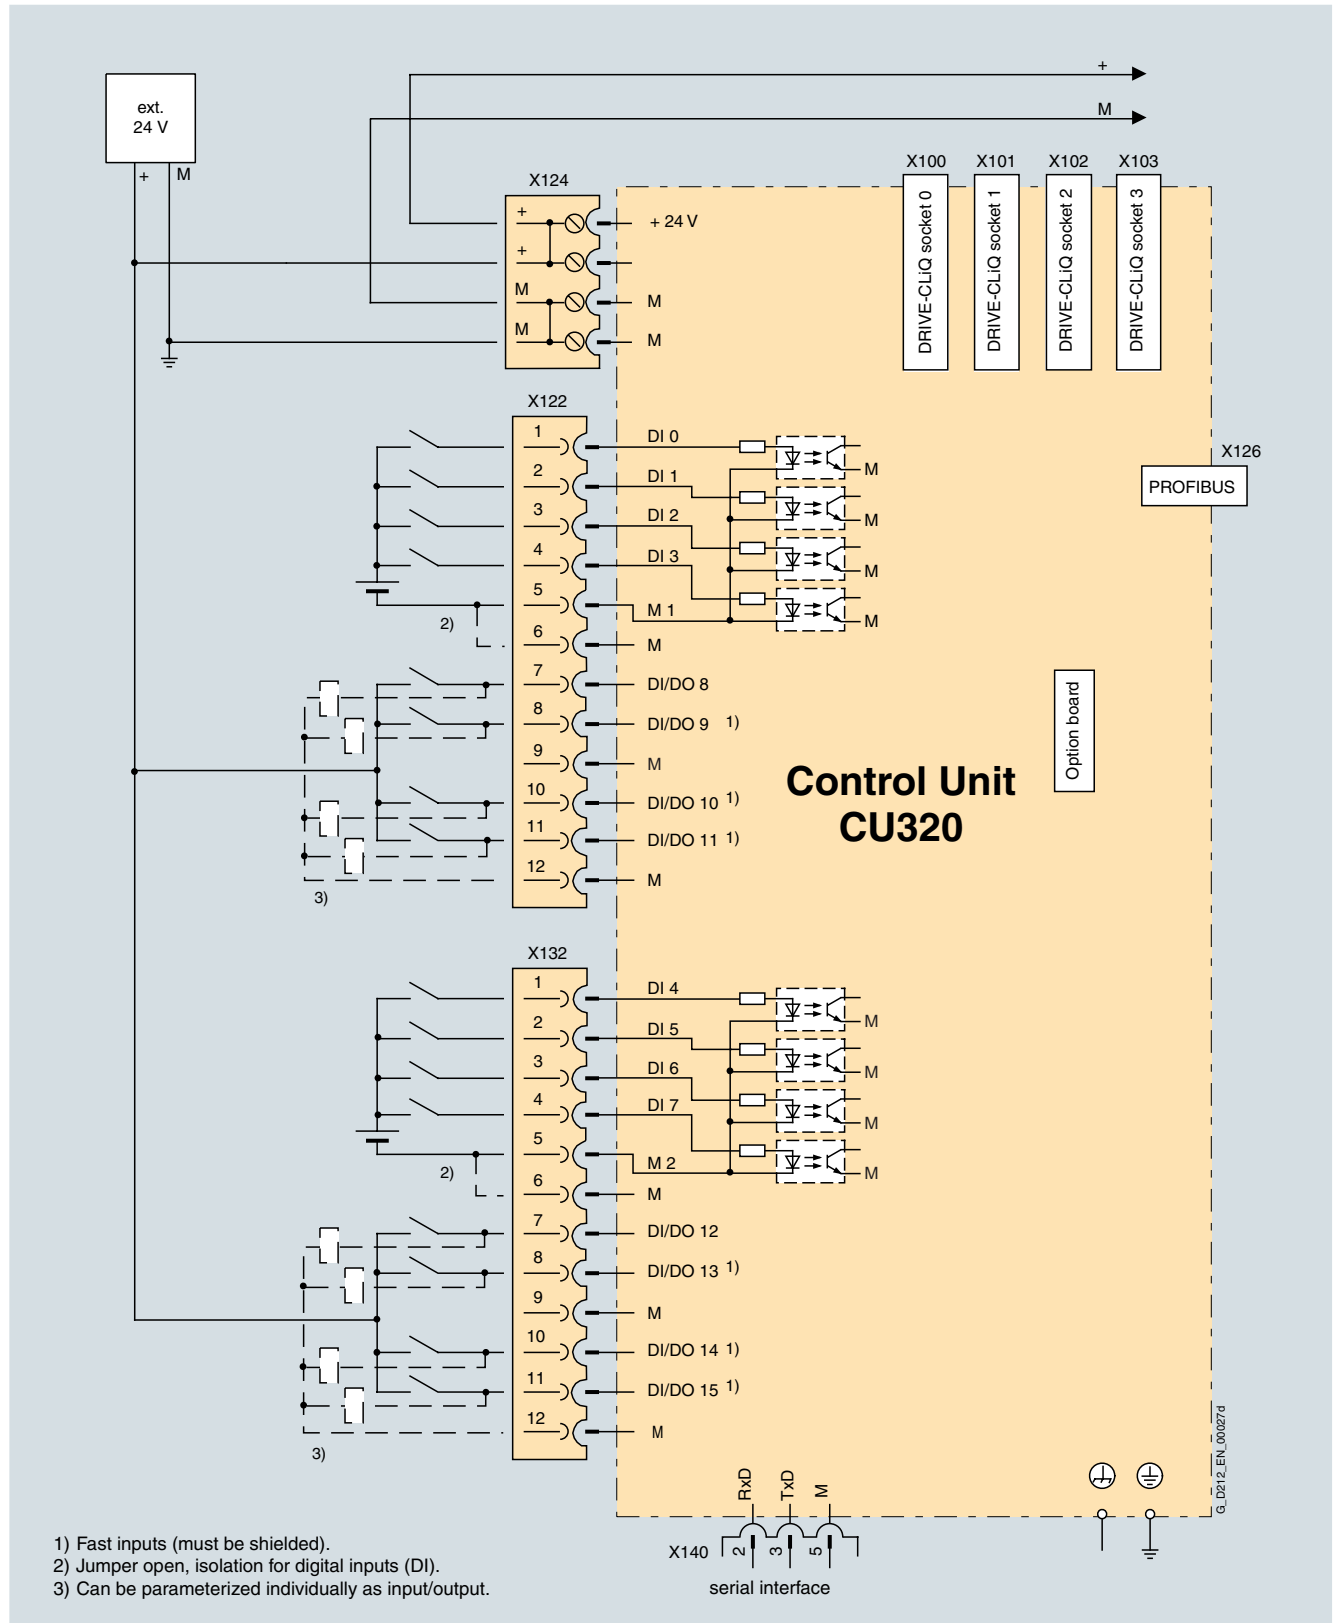 +
M
ext.
24 V
+
M
X124
+
+
M
M
+ 24 V
M
M
X100
X101
X102
X103
DRIVE-CLiQ socket 0
DRIVE-CLiQ socket 1
DRIVE-CLiQ socket 2
DRIVE-CLiQ socket 3
X126
PROFIBUS
Option board
Control Unit
CU320
X122
1
DI 0
M
2
DI 1
M
3
DI 2
M
4
DI 3
M
5
M 1
2)
6
M
7
DI/DO 8
8
DI/DO 9 1)
9
M
10
DI/DO 10 1)
11
DI/DO 11 1)
12
M
3)
X132
1
DI 4
M
2
DI 5
M
3
DI 6
M
4
DI 7
M
5
M 2
2)
6
M
7
DI/DO 12
8
DI/DO 13 1)
9
M
10
DI/DO 14 1)
11
DI/DO 15 1)
12
M
3)
G_D212_EN_00027d
RxD
TxD
M
X140
2
3
5
serial interface
1) Fast inputs (must be shielded).
2) Jumper open, isolation for digital inputs (DI).
3) Can be parameterized individually as input/output.